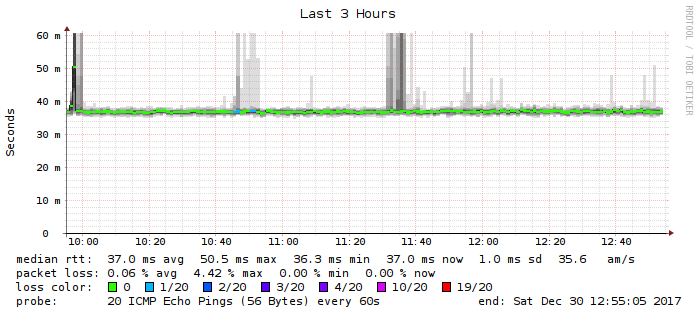 Last 3 Hours
RRDTOOL / TOBI OETIKER
Seconds
60 m
50 m
40 m
30 m
20 m
10 m
0
10:00 10:20 10:40 11:00 11:20 11:40 12:00 12:20 12:40
median rtt: 37.0 ms avg 50.5 ms max 36.3 ms min 37.0 ms now 1.0 ms sd 35.6 am/s
packet loss: 0.06 % avg 4.42 % max 0.00 % min 0.00 % now
loss color: 0 1/20 2/20 3/20 4/20 10/20 19/20
probe: 20 ICMP Echo Pings (56 Bytes) every 60s end: Sat Dec 30 12:55:05 2017